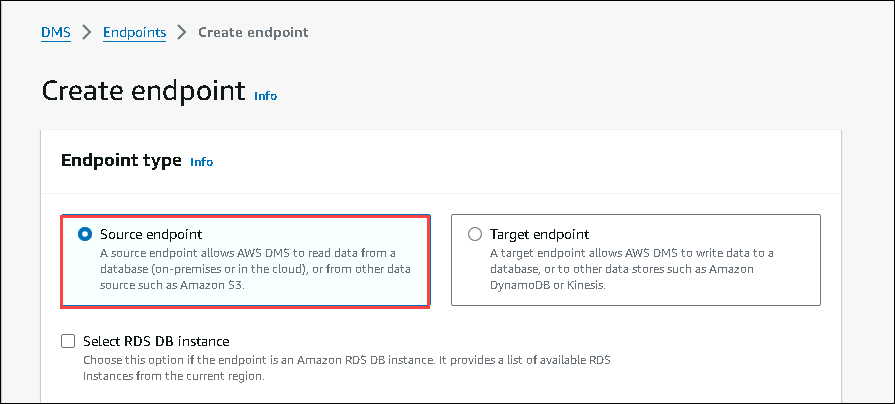 DMS > Endpoints > Create endpoint
Create endpoint Info
Endpoint type Info
Source endpoint
A source endpoint allows AWS DMS to read data from a
database (on-premises or in the cloud), or from other data
source such as Amazon S3.
Target endpoint
A target endpoint allows AWS DMS to write data to a
database, or to other data stores such as Amazon
DynamoDB or Kinesis.
Select RDS DB instance
Choose this option if the endpoint is an Amazon RDS DB instance. It provides a list of available RDS
Instances from the current region.